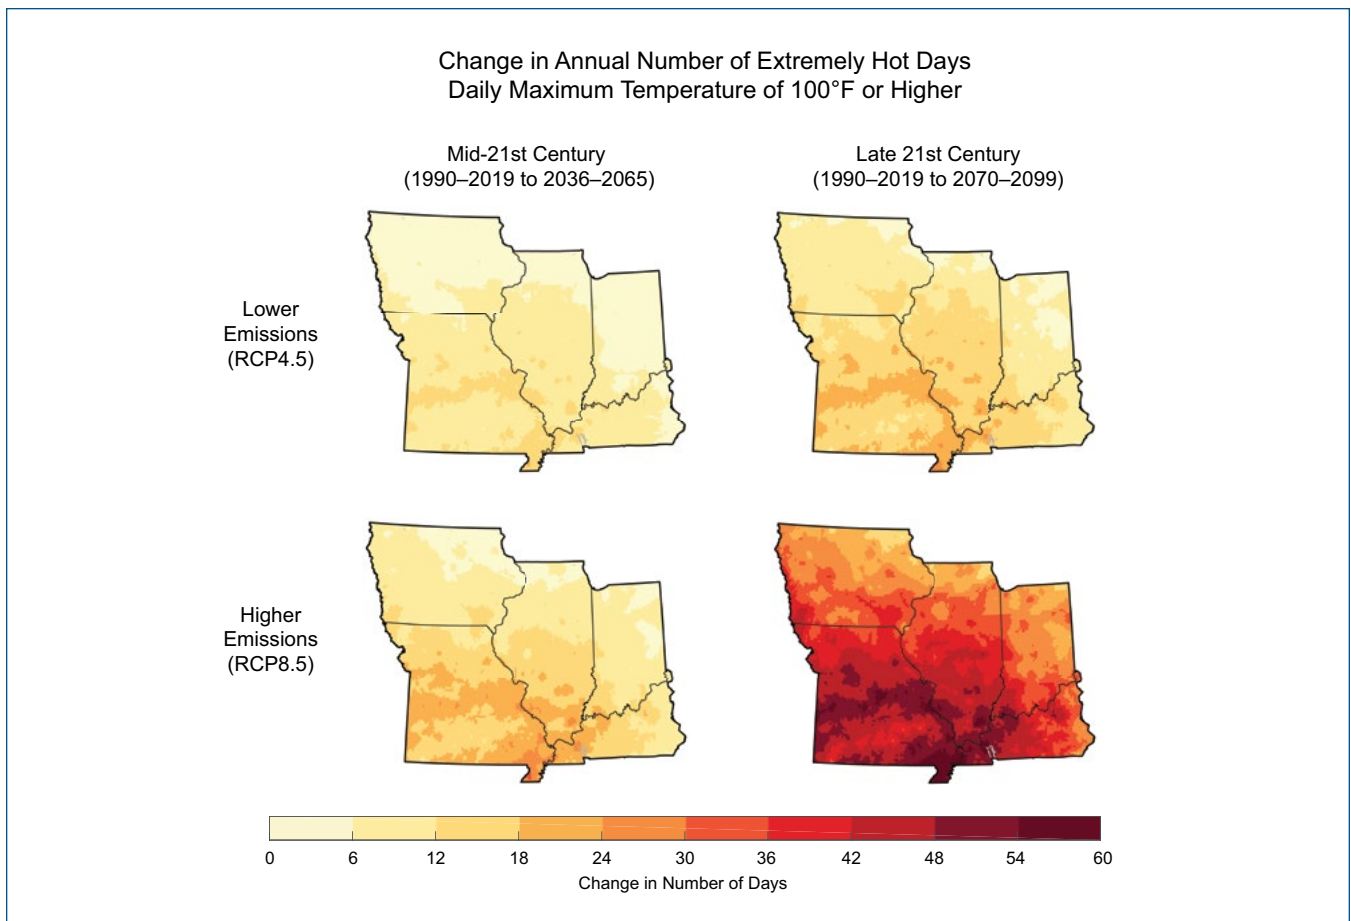 Change in Annual Number of Extremely Hot Days
Daily Maximum Temperature of 100°F or Higher
Mid-21st Century
(1990–2019 to 2036–2065)
Late 21st Century
(1990–2019 to 2070–2099)
Lower
Emissions
(RCP4.5)
Higher
Emissions
(RCP8.5)
0 6 12 18 24 30 36 42 48 54 60
Change in Number of Days